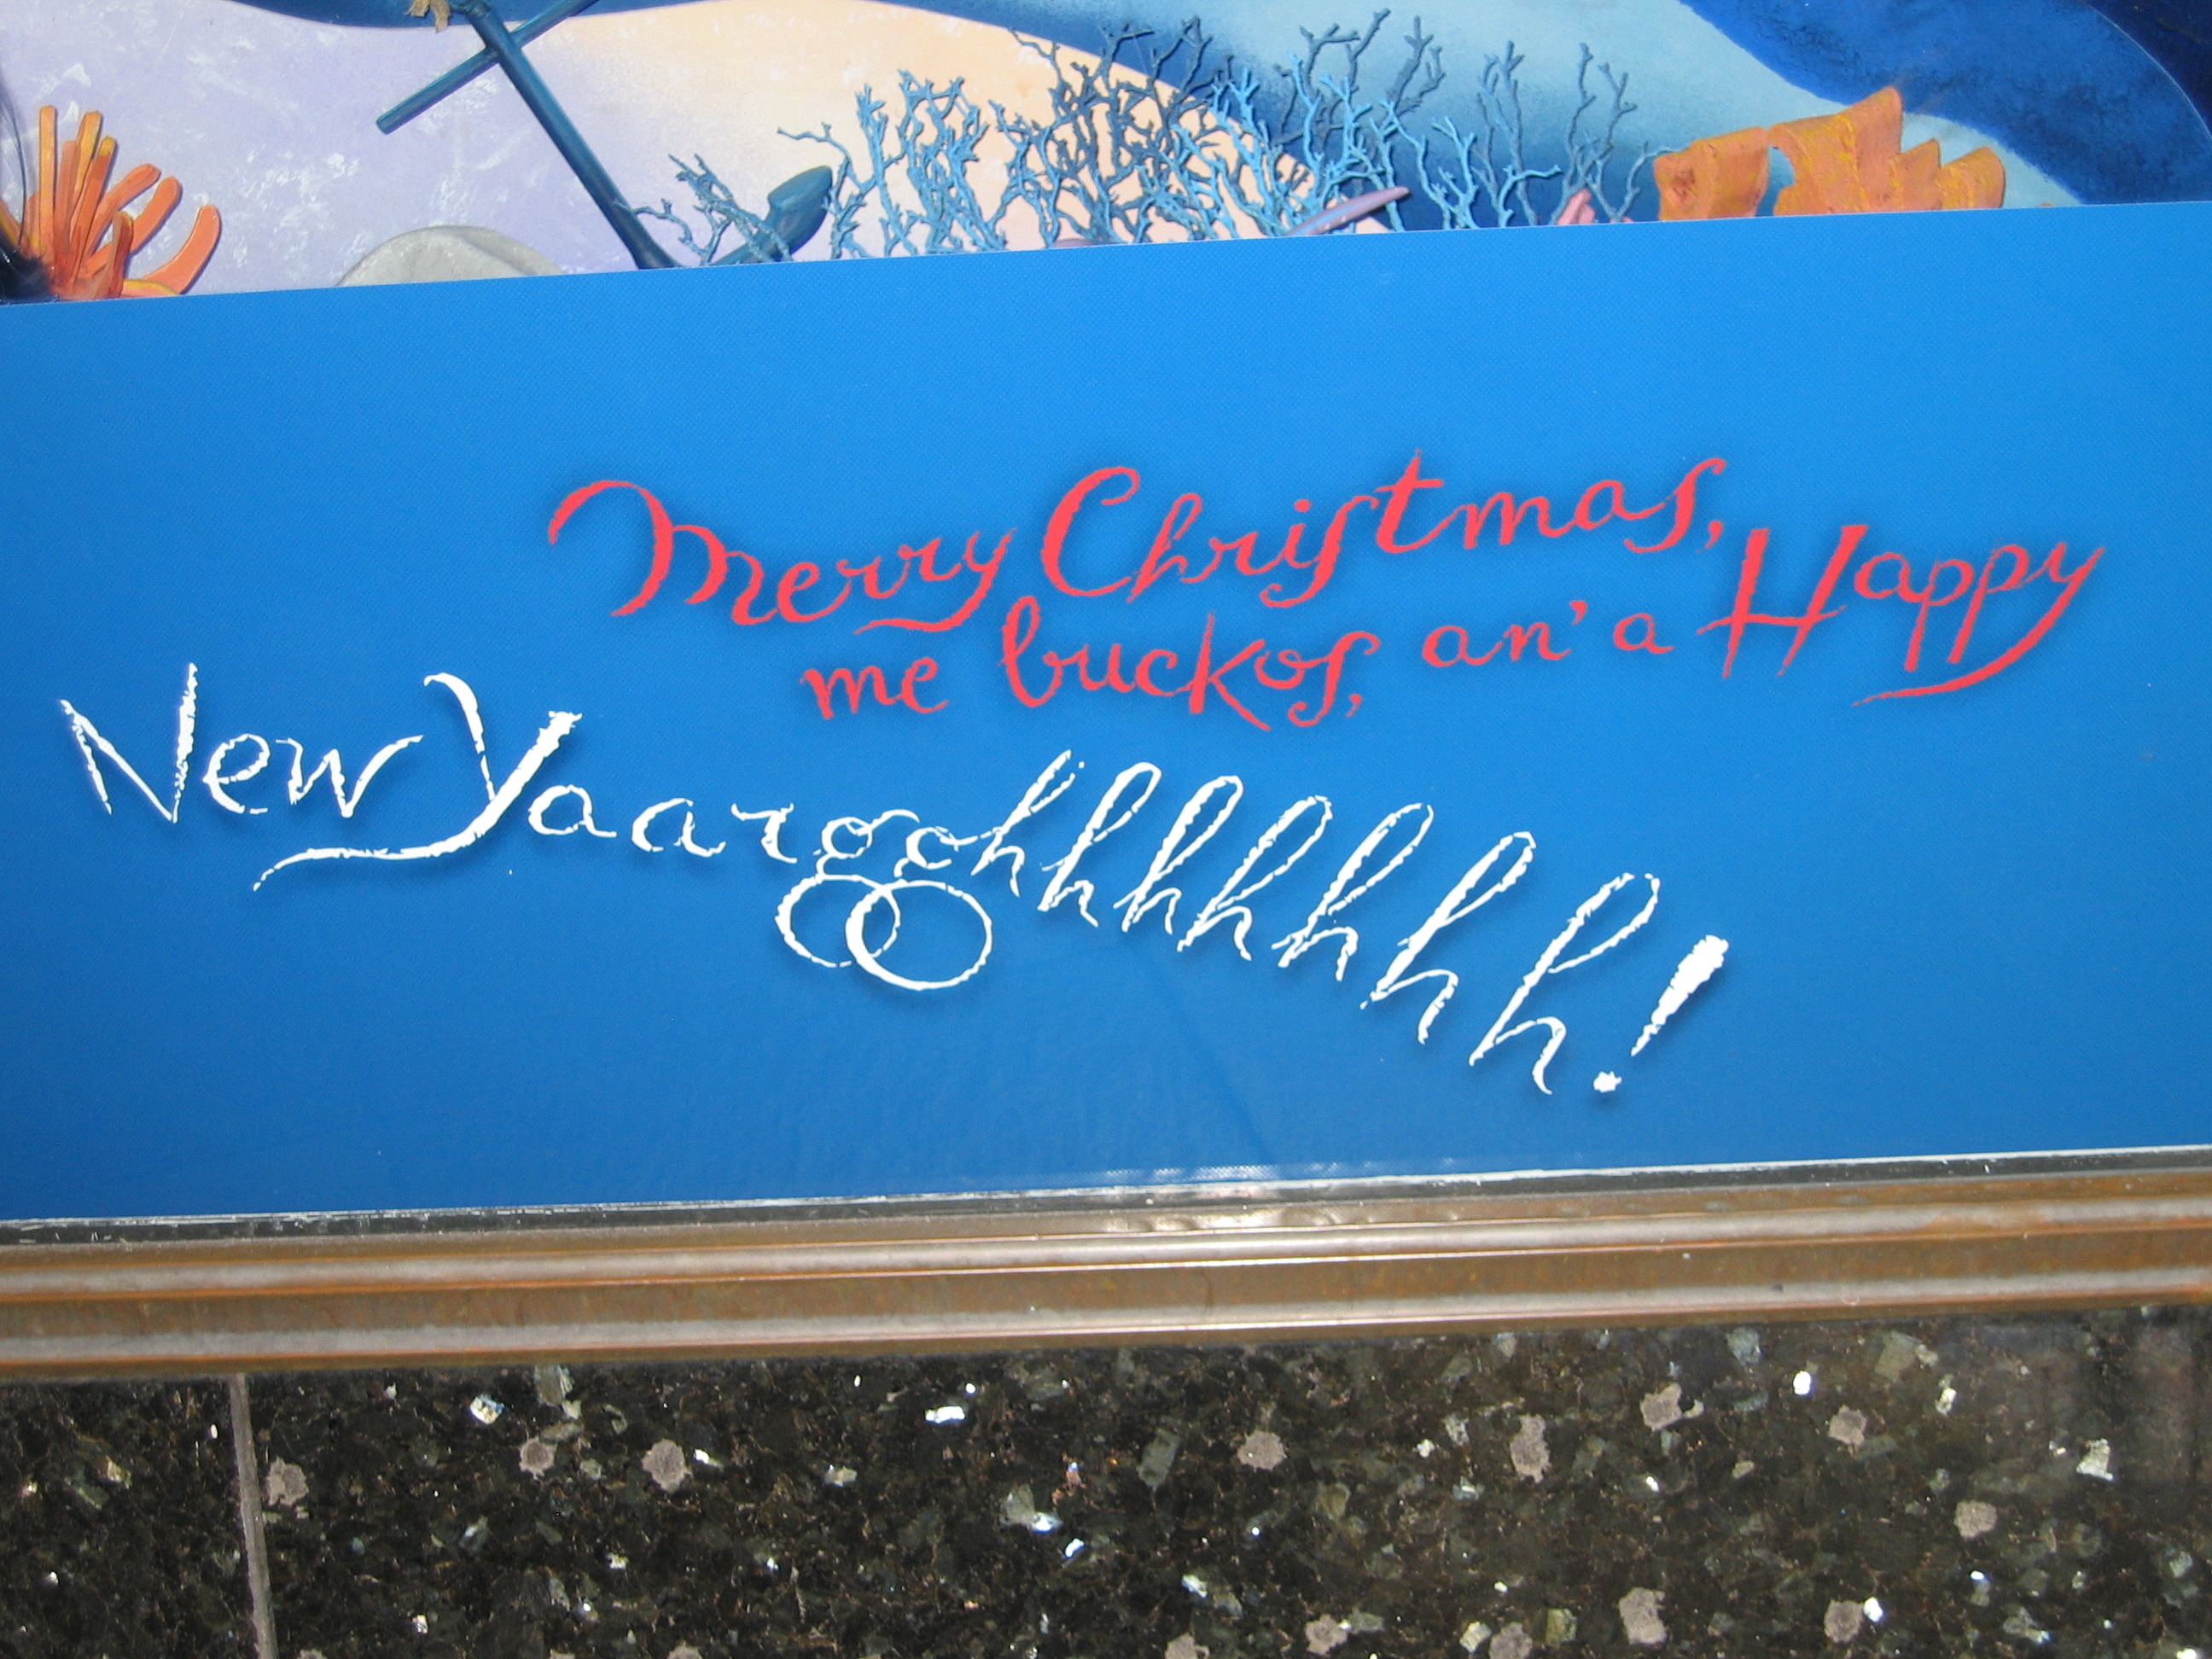 Merry Christmas,
me buckos, an' a Happy
New Yaargghhhhhhh!